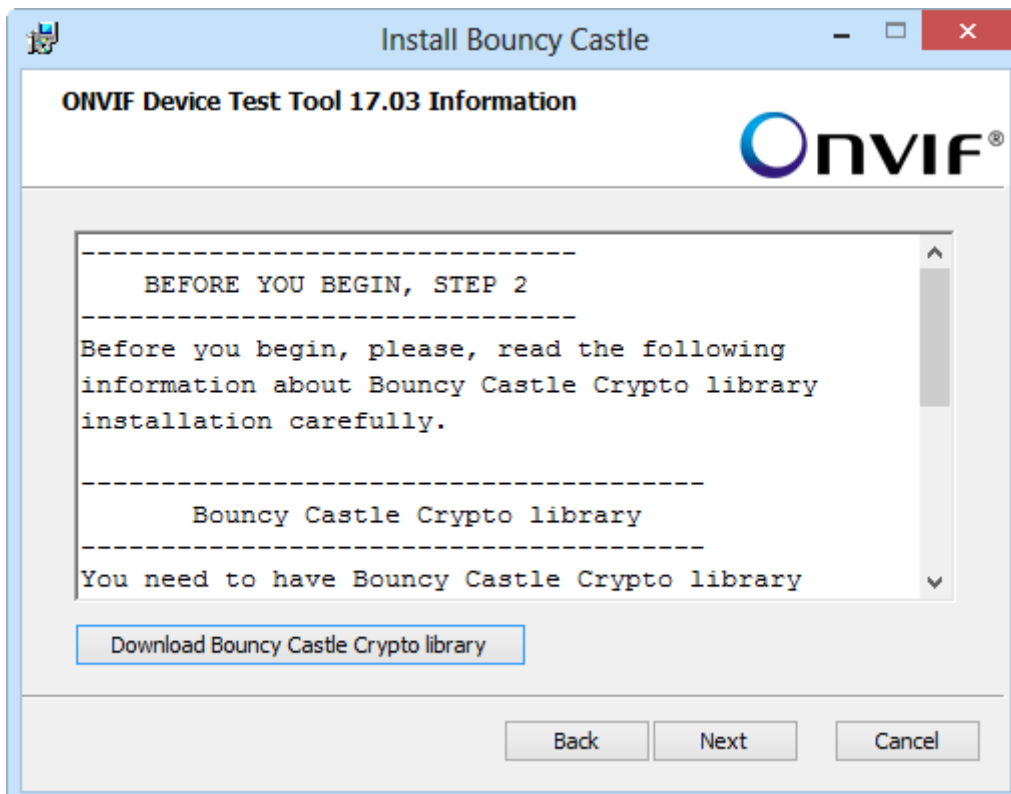 Install Bouncy Castle
ONVIF Device Test Tool 17.03 Information
ONVIF®
-------------------------------
BEFORE YOU BEGIN, STEP 2
-------------------------------
Before you begin, please, read the following
information about Bouncy Castle Crypto library
installation carefully.
---------------------------------------
Bouncy Castle Crypto library
---------------------------------------
You need to have Bouncy Castle Crypto library
Download Bouncy Castle Crypto library
Back Next Cancel